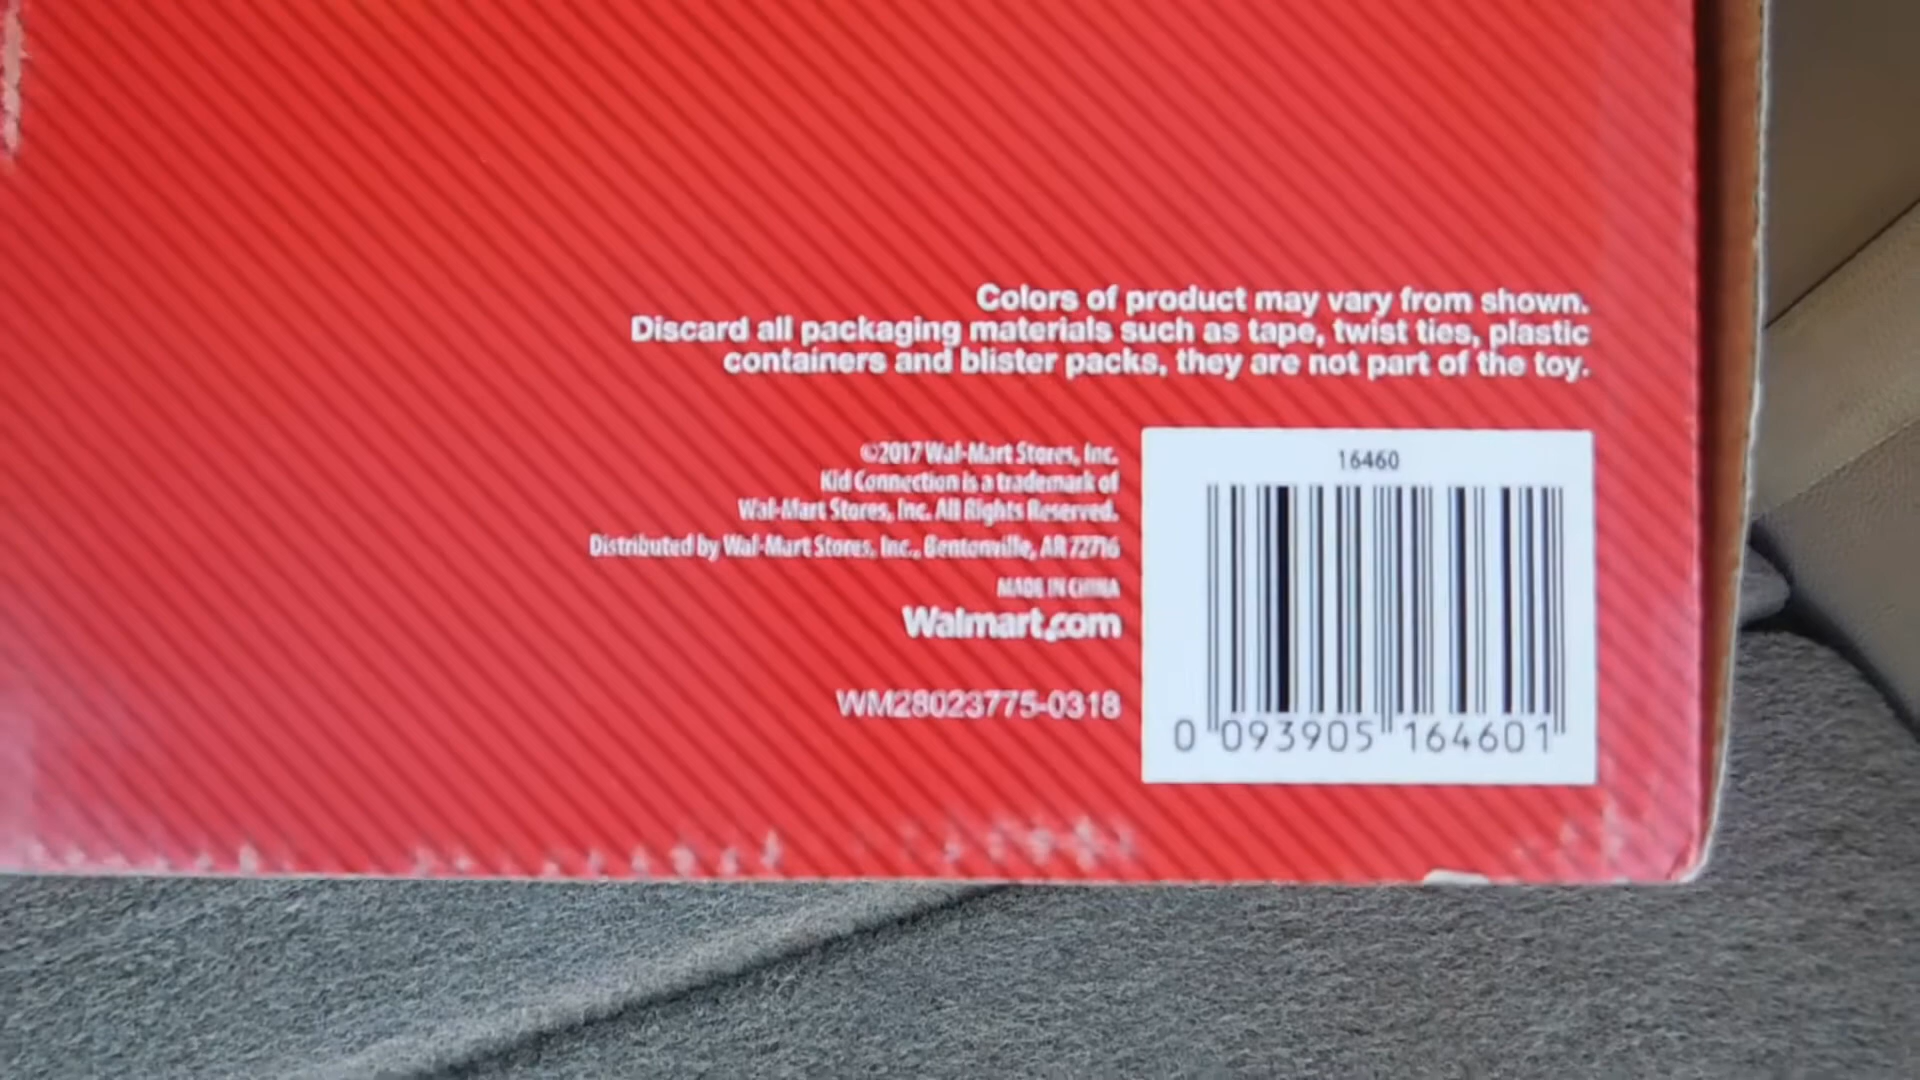 Colors of product may vary from shown.
Discard all packaging materials such as tape, twist ties, plastic
containers and blister packs, they are not part of the toy.
©2017 Wal-Mart Stores, Inc.
Kid Connection is a trademark of
Wal-Mart Stores, Inc. All Rights Reserved.
Distributed by Wal-Mart Stores, Inc., Bentonville, AR 72716
MADE IN CHINA
Walmart.com
WM28023775-0318
16460
0 093905 164601